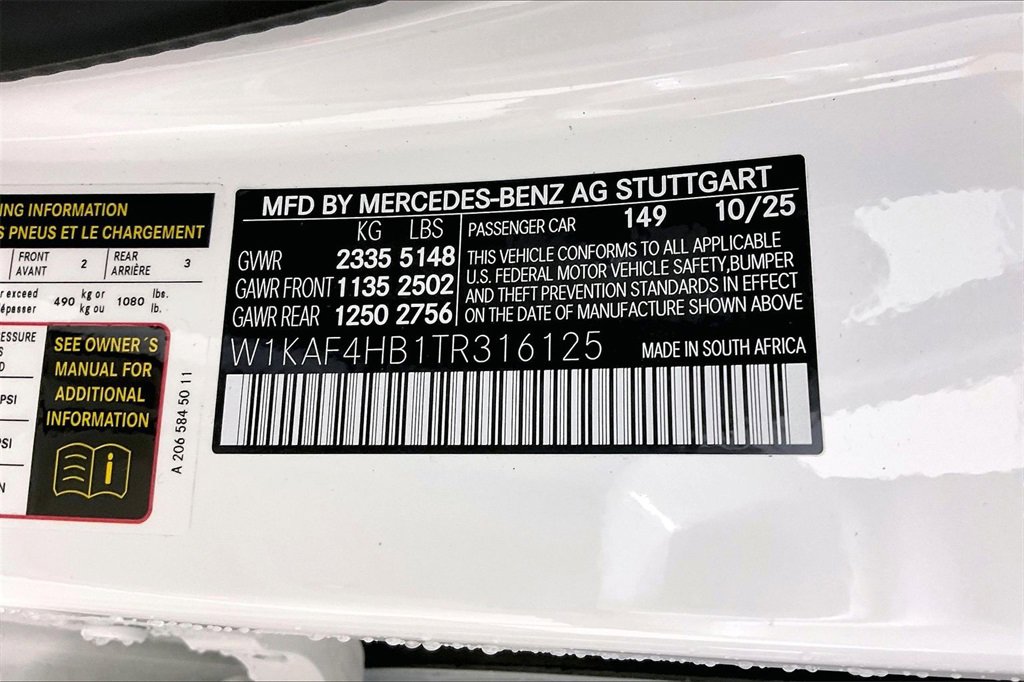 MFD BY MERCEDES-BENZ AG STUTTGART
KG LBS
GVWR 2335 5148
GAWR FRONT 1135 2502
GAWR REAR 1250 2756
PASSENGER CAR 149 10/25
THIS VEHICLE CONFORMS TO ALL APPLICABLE
U.S. FEDERAL MOTOR VEHICLE SAFETY,BUMPER
AND THEFT PREVENTION STANDARDS IN EFFECT
ON THE DATE OF MANUFACTURE SHOWN ABOVE
W1KAF4HB1TR316125
MADE IN SOUTH AFRICA
INFORMATION
PNEUS ET LE CHARGEMENT
FRONT
AVANT 2
REAR
ARRIÈRE 3
exceed 490 kg or 1080 lbs.
kg ou lb.
PSI
SEE OWNER´S
MANUAL FOR
ADDITIONAL
INFORMATION
i
A 206 584 50 11